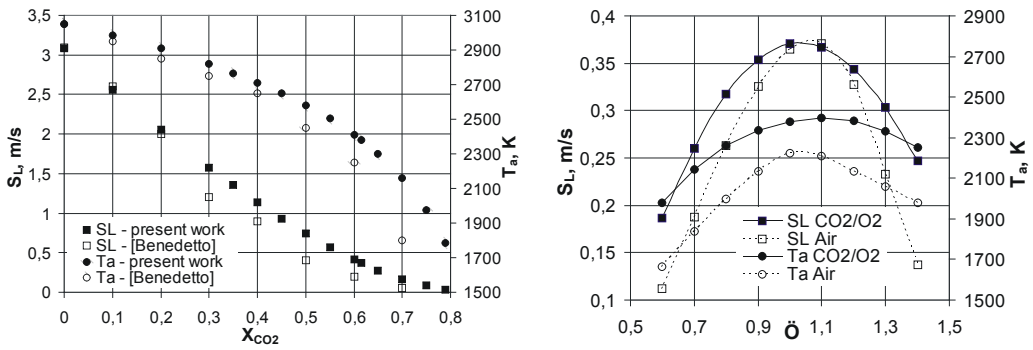 3,5
3
2,5
2
1,5
1
0,5
0
S_L, m/s
3100
2900
2700
2500
2300
2100
1900
1700
1500
T_a, K
SL - present work
SL - [Benedetto]
Ta - present work
Ta - [Benedetto]
0 0,1 0,2 0,3 0,4 0,5 0,6 0,7 0,8
X_CO2
0,4
0,35
0,3
0,25
0,2
0,15
0,1
S_L, m/s
2900
2700
2500
2300
2100
1900
1700
1500
T_a, K
SL CO2/O2
SL Air
Ta CO2/O2
Ta Air
0,5 0,7 0,9 1,1 1,3 1,5
Ö